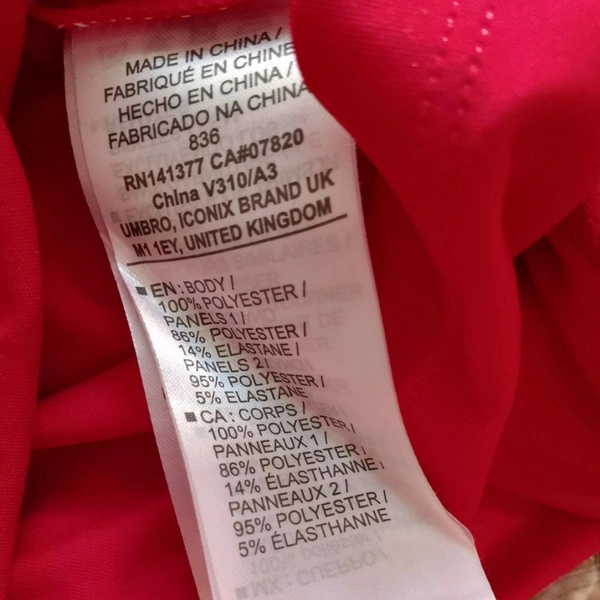 MADE IN CHINA /
FABRIQUÉ EN CHINE
HECHO EN CHINA /
FABRICADO NA CHINA
836
RN141377 CA#07820
China V310/A3
UMBRO, ICONIX BRAND UK
M1 1EY, UNITED KINGDOM
■ EN : BODY /
100% POLYESTER /
PANELS 1 /
86% POLYESTER /
14% ELASTANE /
PANELS 2 /
95% POLYESTER /
5% ELASTANE
■ CA : CORPS /
100% POLYESTER /
PANNEAUX 1 /
86% POLYESTER /
14% ÉLASTHANNE /
PANNEAUX 2 /
95% POLYESTER /
5% ÉLASTHANNE
■ MX : CUERPO /